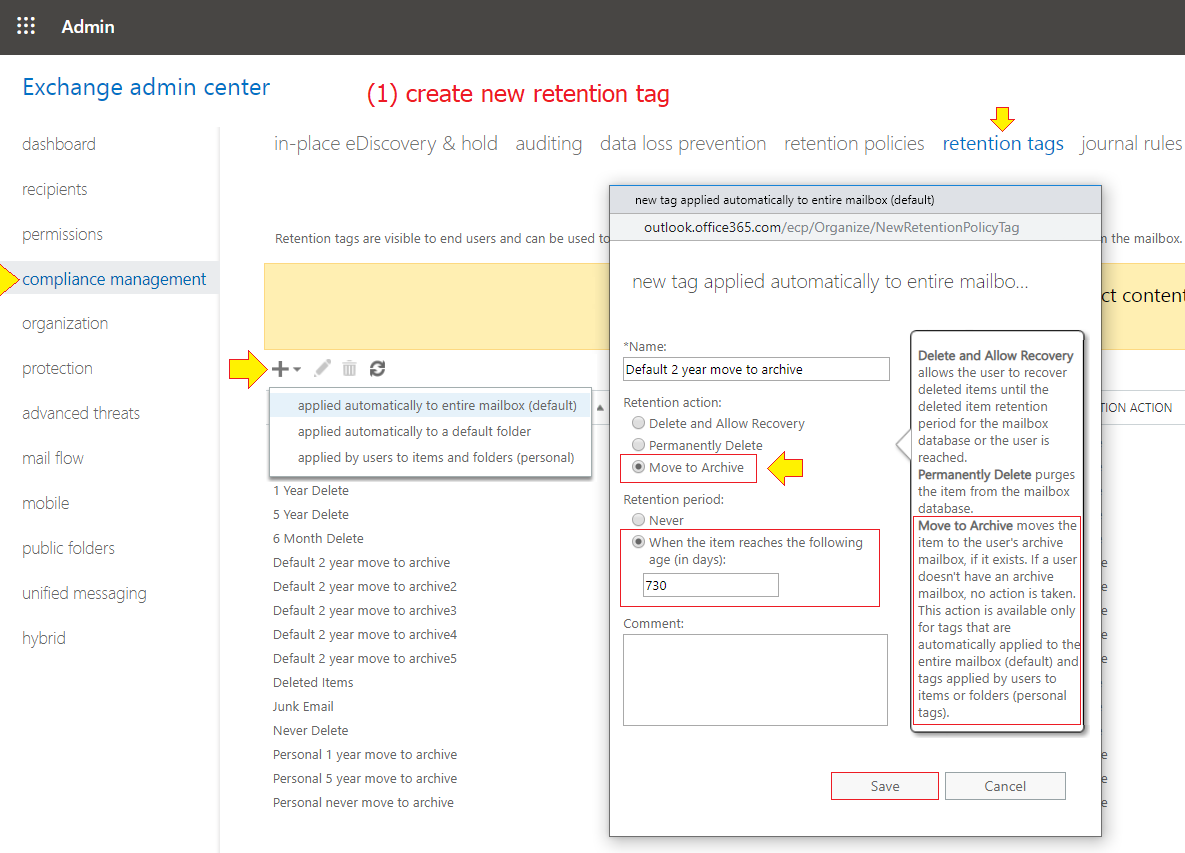 Admin
Exchange admin center
(1) create new retention tag
dashboard
recipients
permissions
compliance management
organization
protection
advanced threats
mail flow
mobile
public folders
unified messaging
hybrid
in-place eDiscovery & hold auditing data loss prevention retention policies retention tags journal rules
Retention tags are visible to end users and can be used to
m the mailbox.
ct content
applied automatically to entire mailbox (default)
applied automatically to a default folder
applied by users to items and folders (personal)
TION ACTION
1 Year Delete
5 Year Delete
6 Month Delete
Default 2 year move to archive
Default 2 year move to archive2
Default 2 year move to archive3
Default 2 year move to archive4
Default 2 year move to archive5
Deleted Items
Junk Email
Never Delete
Personal 1 year move to archive
Personal 5 year move to archive
Personal never move to archive
e
e
e
e
e
e
e
e
new tag applied automatically to entire mailbox (default)
outlook.office365.com/ecp/Organize/NewRetentionPolicyTag
new tag applied automatically to entire mailbo...
*Name:
Default 2 year move to archive
Retention action:
Delete and Allow Recovery
Permanently Delete
Move to Archive
Retention period:
Never
When the item reaches the following
age (in days):
730
Comment:
Delete and Allow Recovery
allows the user to recover
deleted items until the
deleted item retention
period for the mailbox
database or the user is
reached.
Permanently Delete purges
the item from the mailbox
database.
Move to Archive moves the
item to the user's archive
mailbox, if it exists. If a user
doesn't have an archive
mailbox, no action is taken.
This action is available only
for tags that are
automatically applied to the
entire mailbox (default) and
tags applied by users to
items or folders (personal
tags).
Save
Cancel